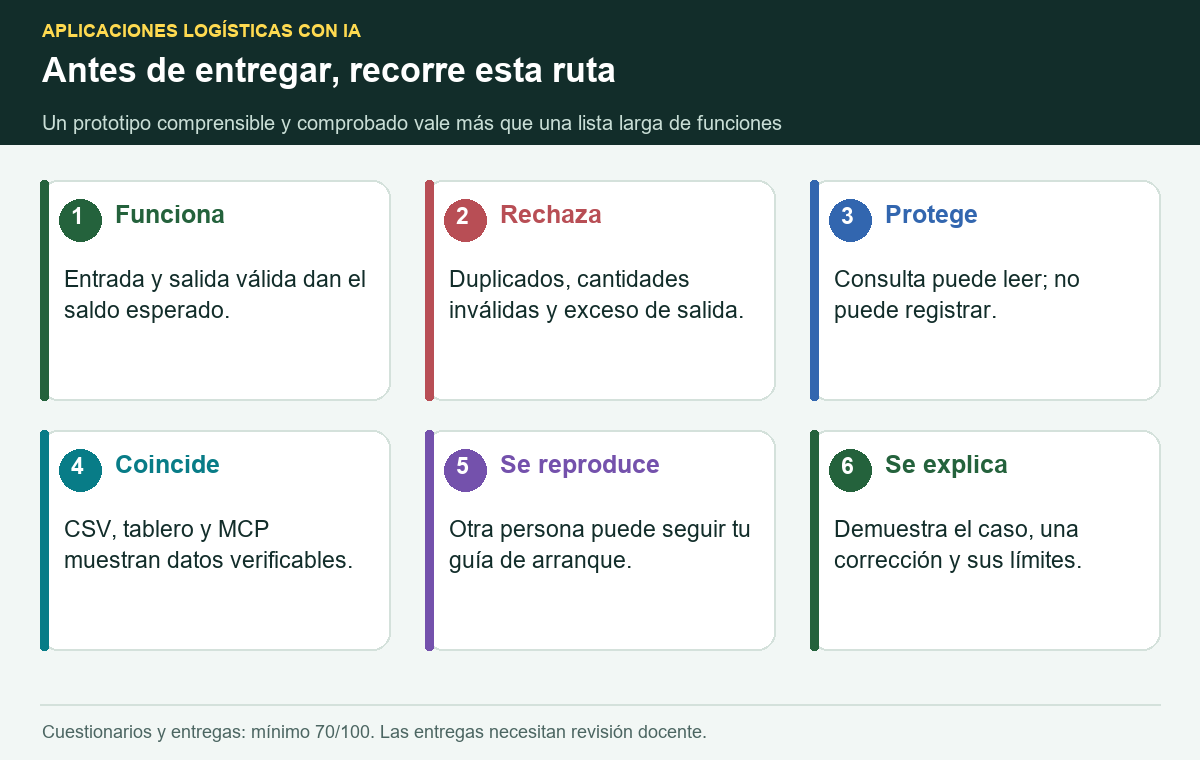 APLICACIONES LOGÍSTICAS CON IA
Antes de entregar, recorre esta ruta
Un prototipo comprensible y comprobado vale más que una lista larga de funciones
1 Funciona
Entrada y salida válida dan el
saldo esperado.
2 Rechaza
Duplicados, cantidades
inválidas y exceso de salida.
3 Protege
Consulta puede leer; no
puede registrar.
4 Coincide
CSV, tablero y MCP
muestran datos verificables.
5 Se reproduce
Otra persona puede seguir tu
guía de arranque.
6 Se explica
Demuestra el caso, una
corrección y sus límites.
Cuestionarios y entregas: mínimo 70/100. Las entregas necesitan revisión docente.